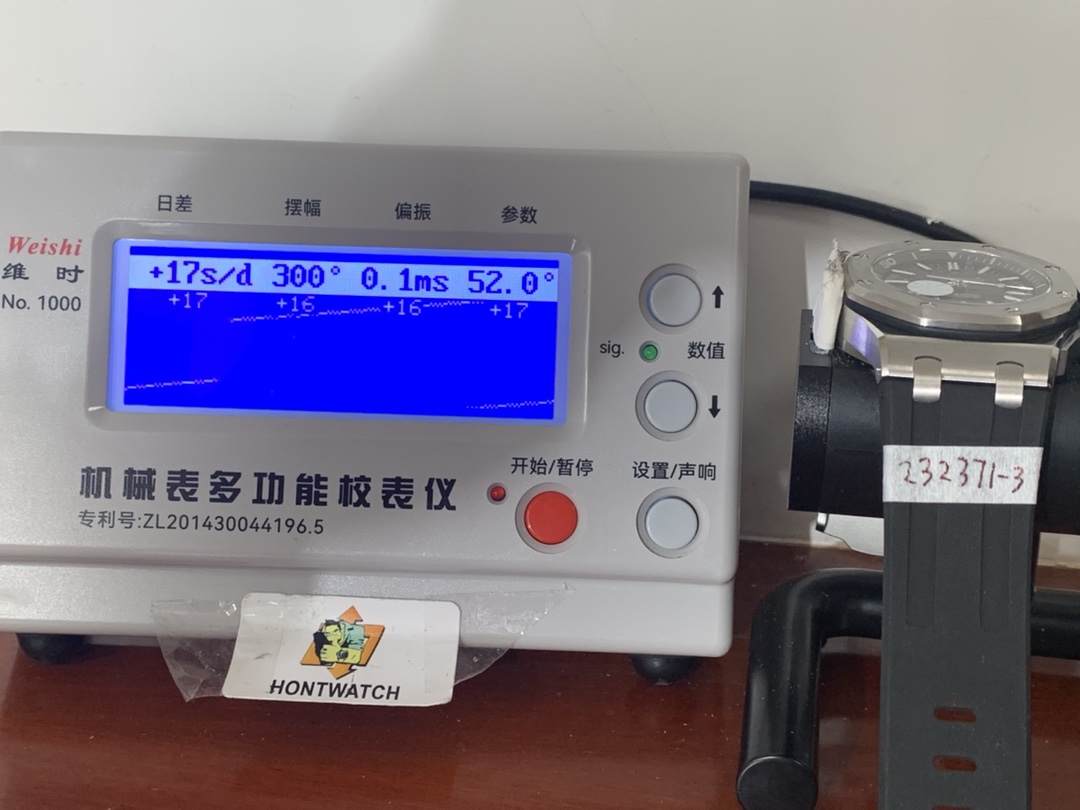 日差 摆幅 偏振 参数
Weishi
维 时
No. 1000
+17s/d 300° 0.1ms 52.0°
+17 +16 +16 +17
sig.
数值
↑
↓
开始/暂停 设置/声响
机械表多功能校表仪
专利号:ZL201430044196.5
HONTWATCH
232371-3